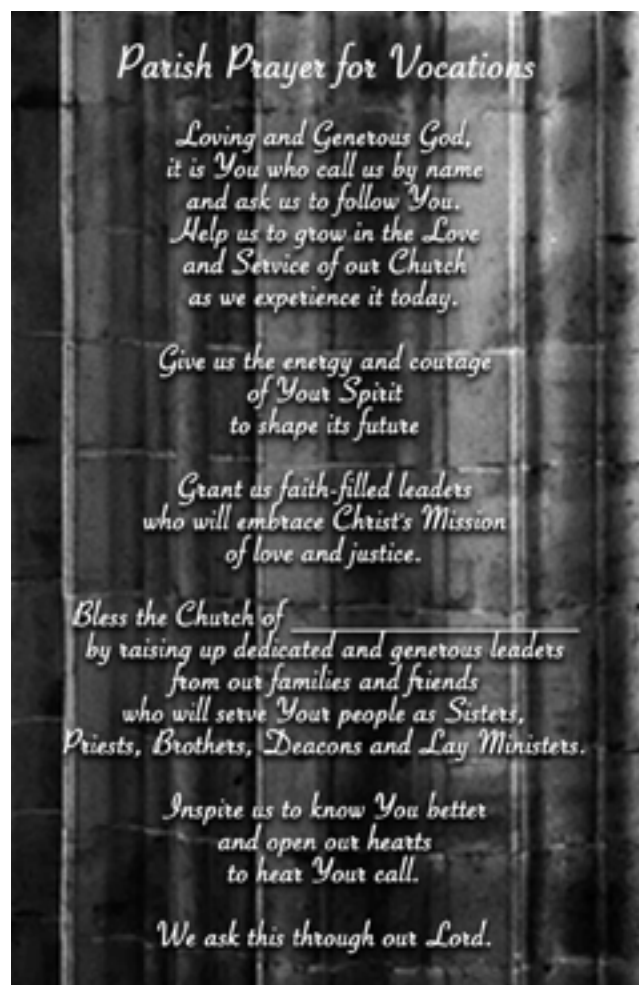 Parish Prayer for Vocations
Loving and Generous God,
it is You who call us by name
and ask us to follow You.
Help us to grow in the Love
and Service of our Church
as we experience it today.
Give us the energy and courage
of Your Spirit
to shape its future
Grant us faith-filled leaders
who will embrace Christ's Mission
of love and justice.
Bless the Church of ____________________
by raising up dedicated and generous leaders
from our families and friends
who will serve Your people as Sisters,
Priests, Brothers, Deacons and Lay Ministers.
Inspire us to know You better
and open our hearts
to hear Your call.
We ask this through our Lord.